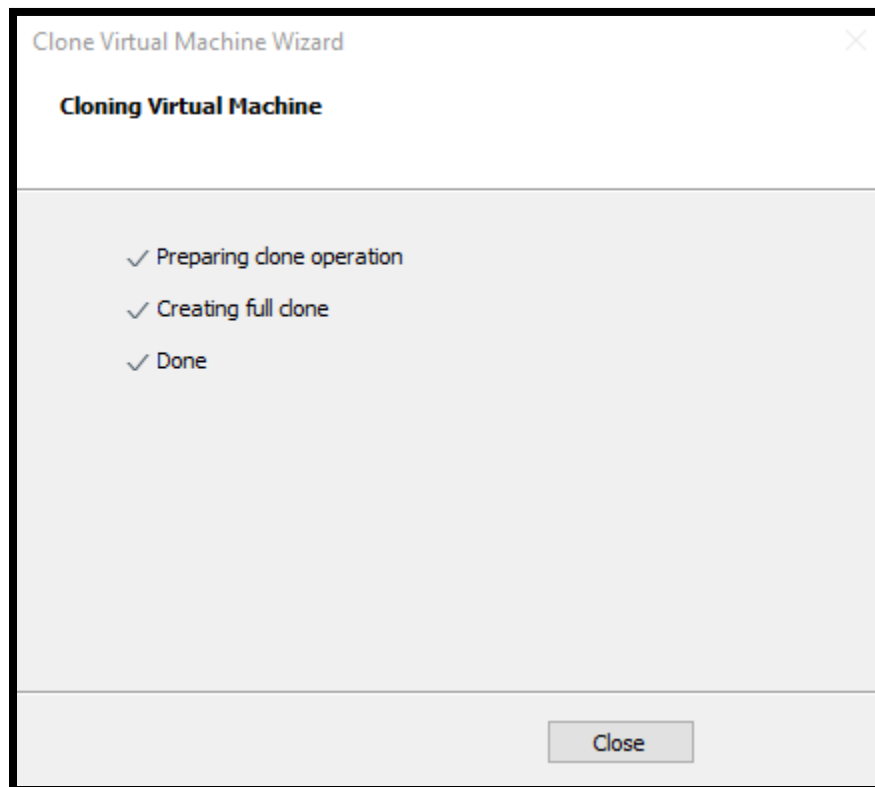 Clone Virtual Machine Wizard
Cloning Virtual Machine
Preparing clone operation
Creating full clone
Done
Close